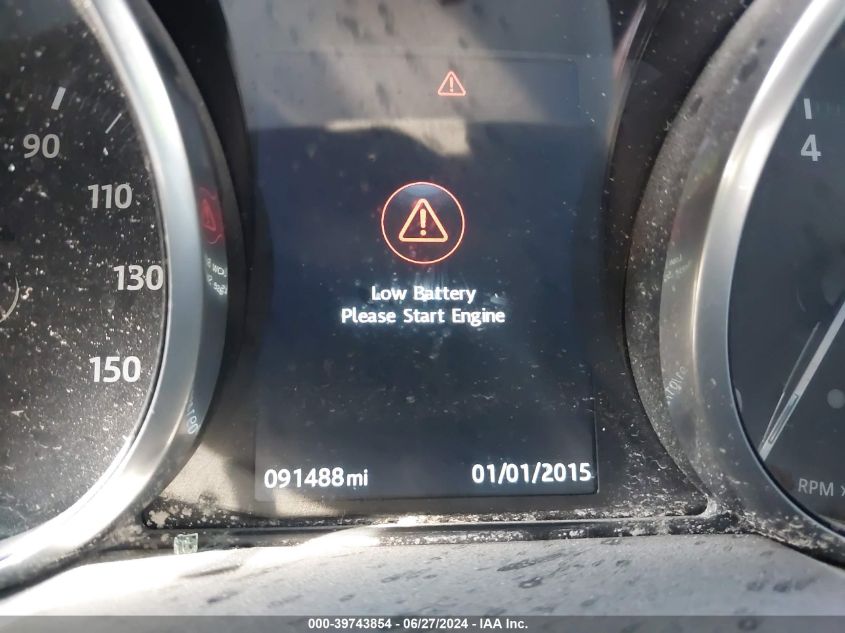 90
110
130
150
4
Low Battery
Please Start Engine
091488mi
01/01/2015
RPM
000-39743854 - 06/27/2024 - IAA Inc.